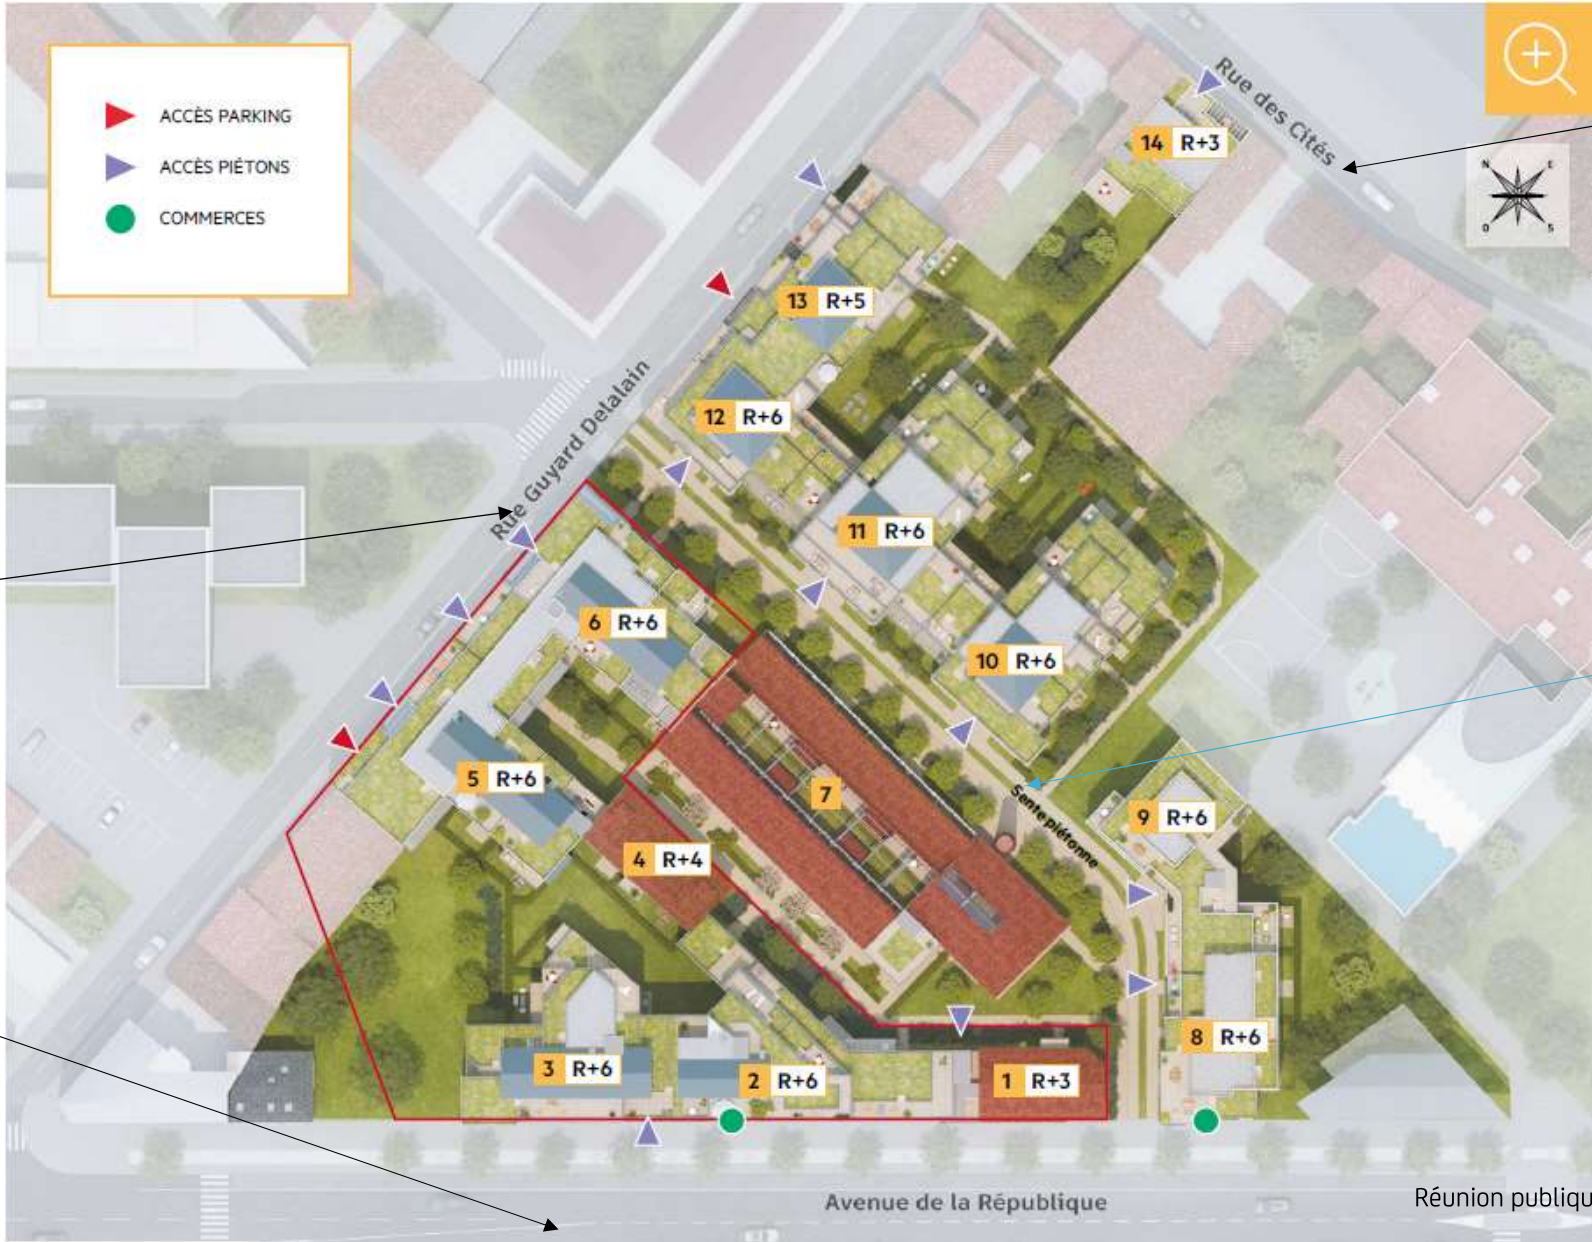 ACCÈS PARKING
ACCÈS PIÉTONS
COMMERCES
Rue des Cités
N E
O S
14 R+3
13 R+5
Rue Guyard Delalain
12 R+6
11 R+6
6 R+6
10 R+6
5 R+6
7
Sente piétonne
9 R+6
4 R+4
8 R+6
3 R+6
2 R+6
1 R+3
Avenue de la République
Réunion publiqu